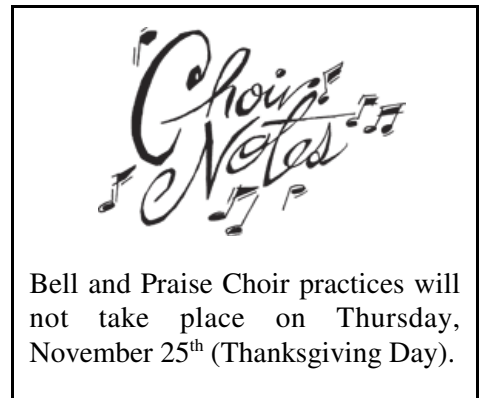 Choir
Notes
Bell and Praise Choir practices will
not take place on Thursday,
November 25th (Thanksgiving Day).